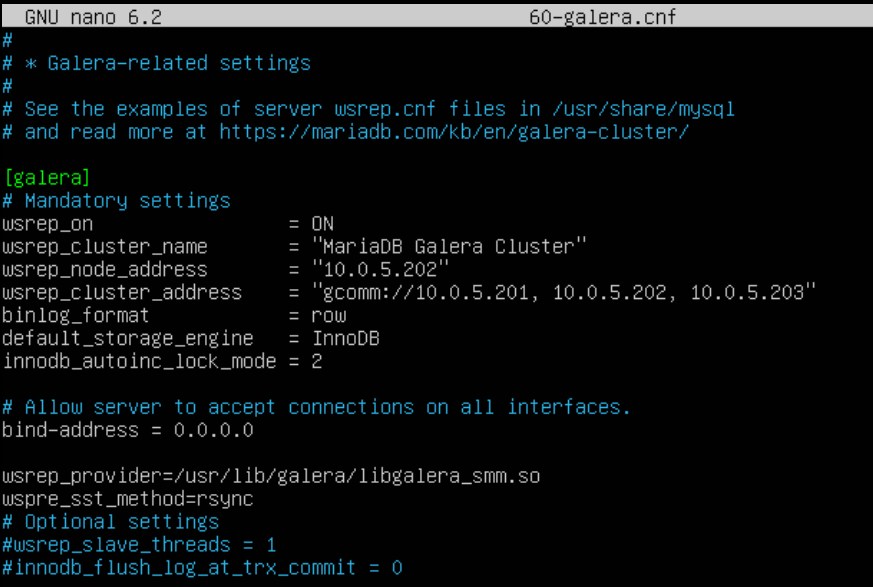 GNU nano 6.2 60-galera.cnf
#
# * Galera-related settings
#
# See the examples of server wsrep.cnf files in /usr/share/mysql
# and read more at https://mariadb.com/kb/en/galera-cluster/
[galera]
# Mandatory settings
wsrep_on = ON
wsrep_cluster_name = "MariaDB Galera Cluster"
wsrep_node_address = "10.0.5.202"
wsrep_cluster_address = "gcomm://10.0.5.201, 10.0.5.202, 10.0.5.203"
binlog_format = row
default_storage_engine = InnoDB
innodb_autoinc_lock_mode = 2
# Allow server to accept connections on all interfaces.
bind-address = 0.0.0.0
wsrep_provider=/usr/lib/galera/libgalera_smm.so
wspre_sst_method=rsync
# Optional settings
#wsrep_slave_threads = 1
#innodb_flush_log_at_trx_commit = 0